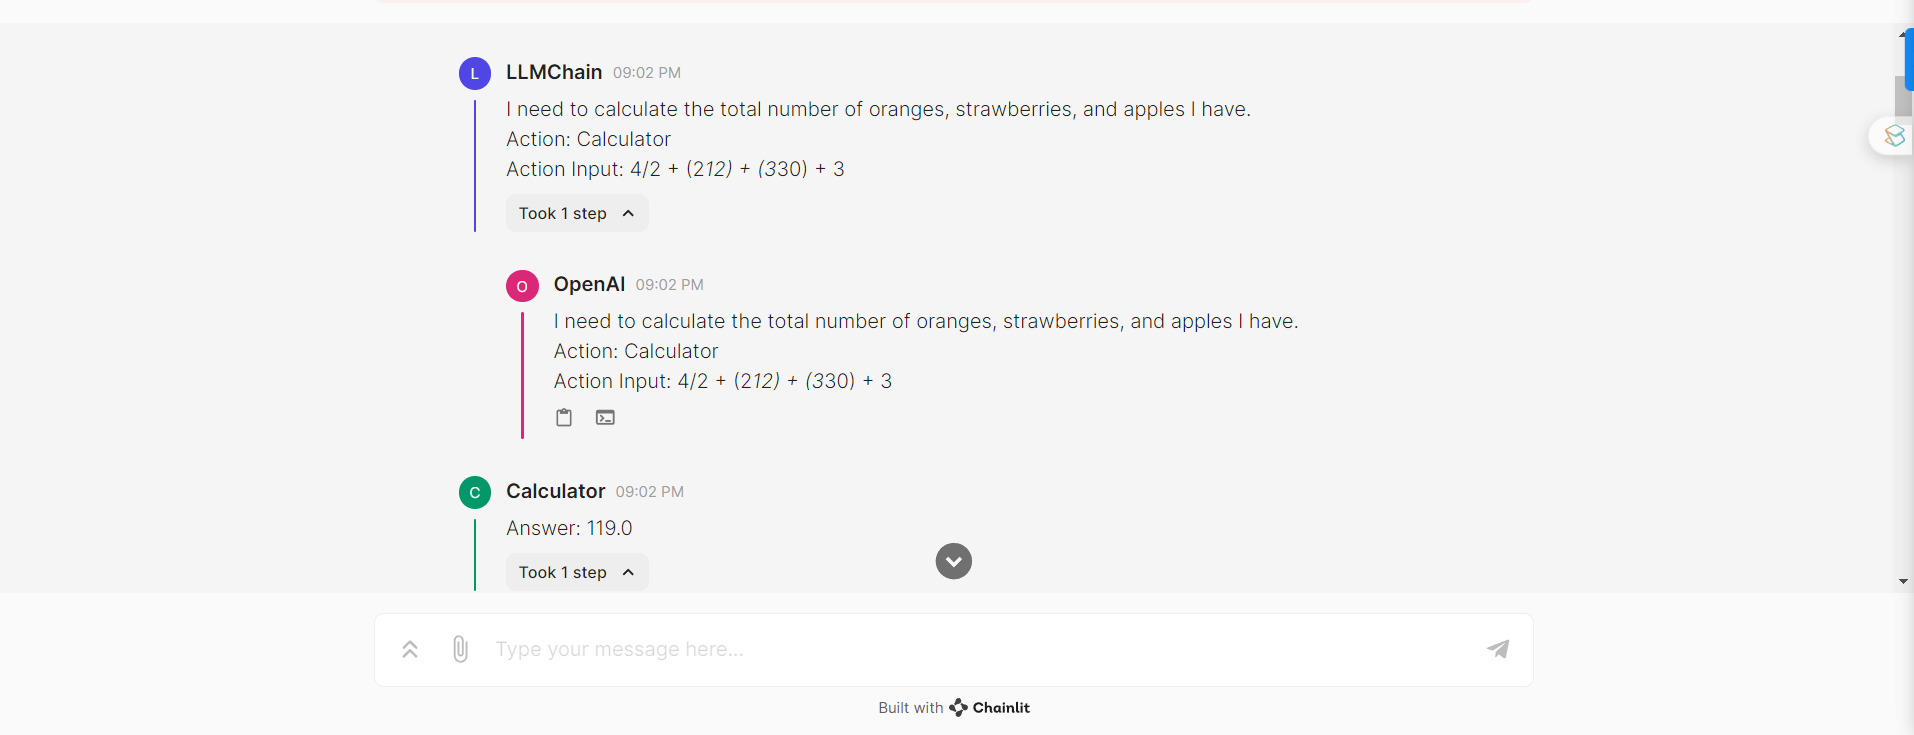 L LLMChain 09:02 PM
I need to calculate the total number of oranges, strawberries, and apples I have.
Action: Calculator
Action Input: 4/2 + (212) + (330) + 3
Took 1 step
O OpenAI 09:02 PM
I need to calculate the total number of oranges, strawberries, and apples I have.
Action: Calculator
Action Input: 4/2 + (212) + (330) + 3
C Calculator 09:02 PM
Answer: 119.0
Took 1 step
Type your message here...
Built with Chainlit